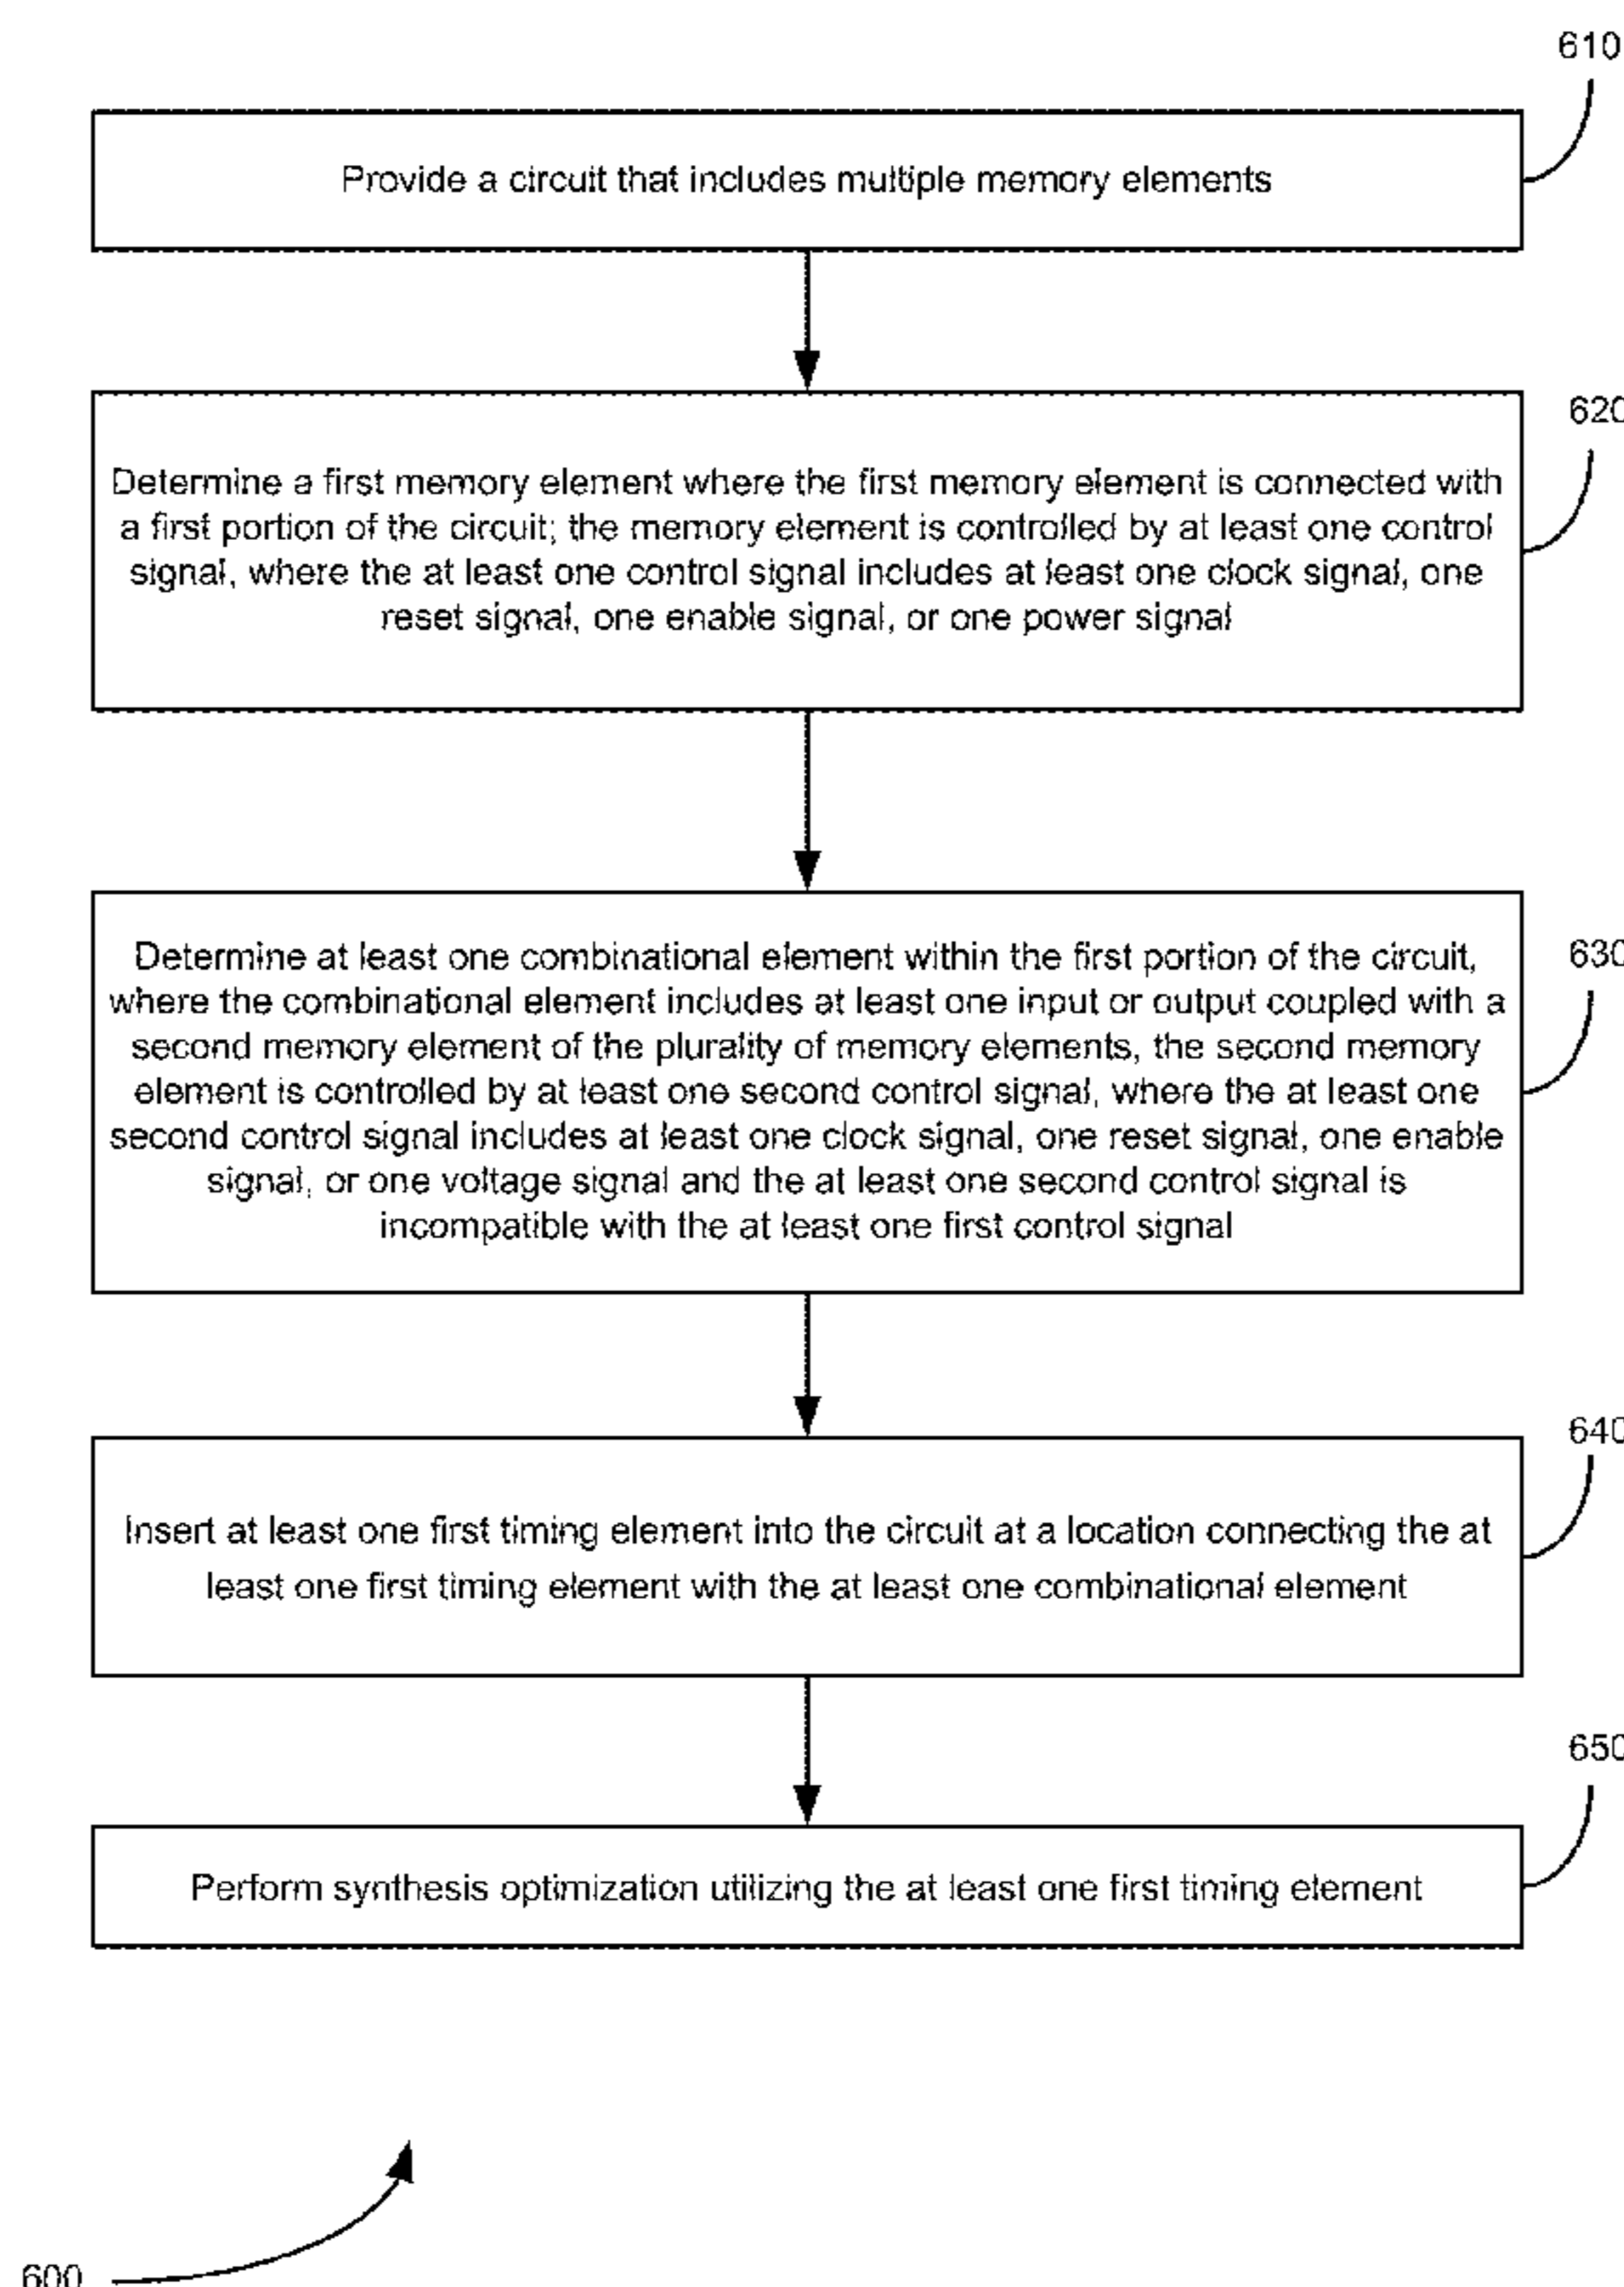 610
Provide a circuit that includes multiple memory elements
620
Determine a first memory element where the first memory element is connected with
a first portion of the circuit; the memory element is controlled by at least one control
signal, where the at least one control signal includes at least one clock signal, one
reset signal, one enable signal, or one power signal
630
Determine at least one combinational element within the first portion of the circuit,
where the combinational element includes at least one input or output coupled with a
second memory element of the plurality of memory elements, the second memory
element is controlled by at least one second control signal, where the at least one
second control signal includes at least one clock signal, one reset signal, one enable
signal, or one voltage signal and the at least one second control signal is
incompatible with the at least one first control signal
640
Insert at least one first timing element into the circuit at a location connecting the at
least one first timing element with the at least one combinational element
650
Perform synthesis optimization utilizing the at least one first timing element
600